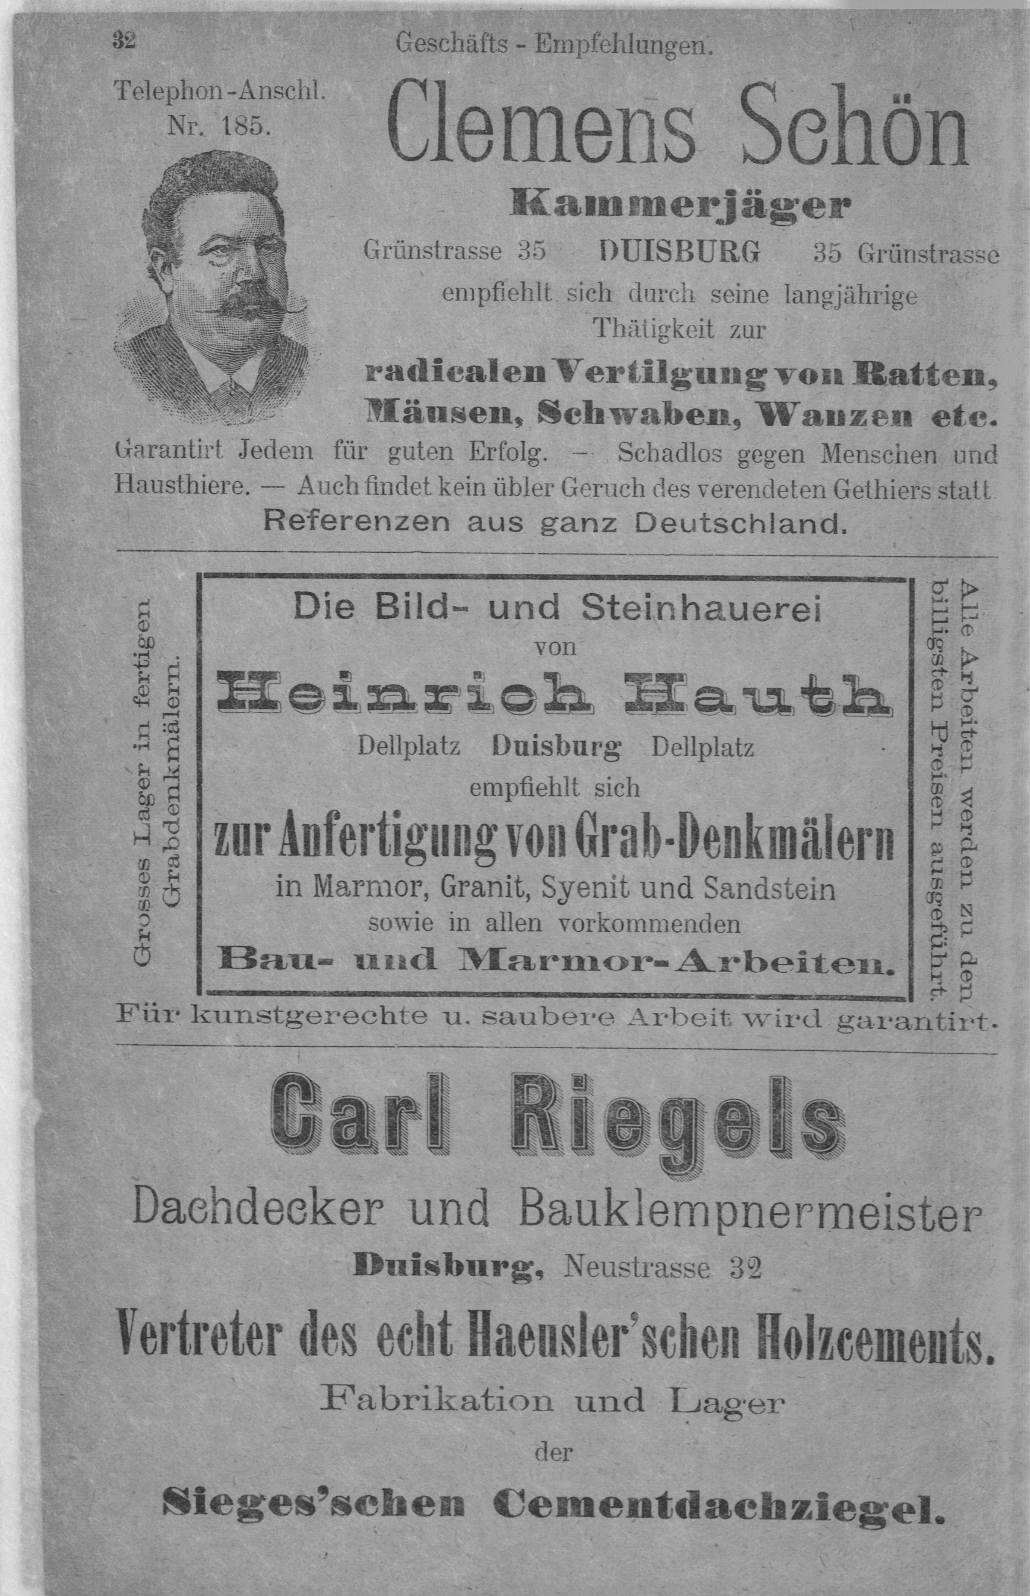 32
Geschäfts - Empfehlungen.
Telephon-Anschl.
Nr. 185.
Clemens Schön
Kammerjäger
Grünstrasse 35 DUISBURG 35 Grünstrasse
empfiehlt sich durch seine langjährige
Thätigkeit zur
radicalen Vertilgung von Ratten,
Mäusen, Schwaben, Wanzen etc.
Garantirt Jedem für guten Erfolg. — Schadlos gegen Menschen und
Hausthiere. — Auch findet kein übler Geruch des verendeten Gethiers statt
Referenzen aus ganz Deutschland.
Grosses Lager in fertigen
Grabdenkmälern.
Die Bild- und Steinhauerei
von
Heinrich Hauth
Dellplatz Duisburg Dellplatz
empfiehlt sich
zur Anfertigung von Grab-Denkmälern
in Marmor, Granit, Syenit und Sandstein
sowie in allen vorkommenden
Bau- und Marmor-Arbeiten.
Alle Arbeiten werden zu den
billigsten Preisen ausgeführt.
Für kunstgerechte u. saubere Arbeit wird garantirt.
Carl Riegels
Dachdecker und Bauklempnermeister
Duisburg, Neustrasse 32
Vertreter des echt Haeusler'schen Holzcements.
Fabrikation und Lager
der
Sieges'schen Cementdachziegel.